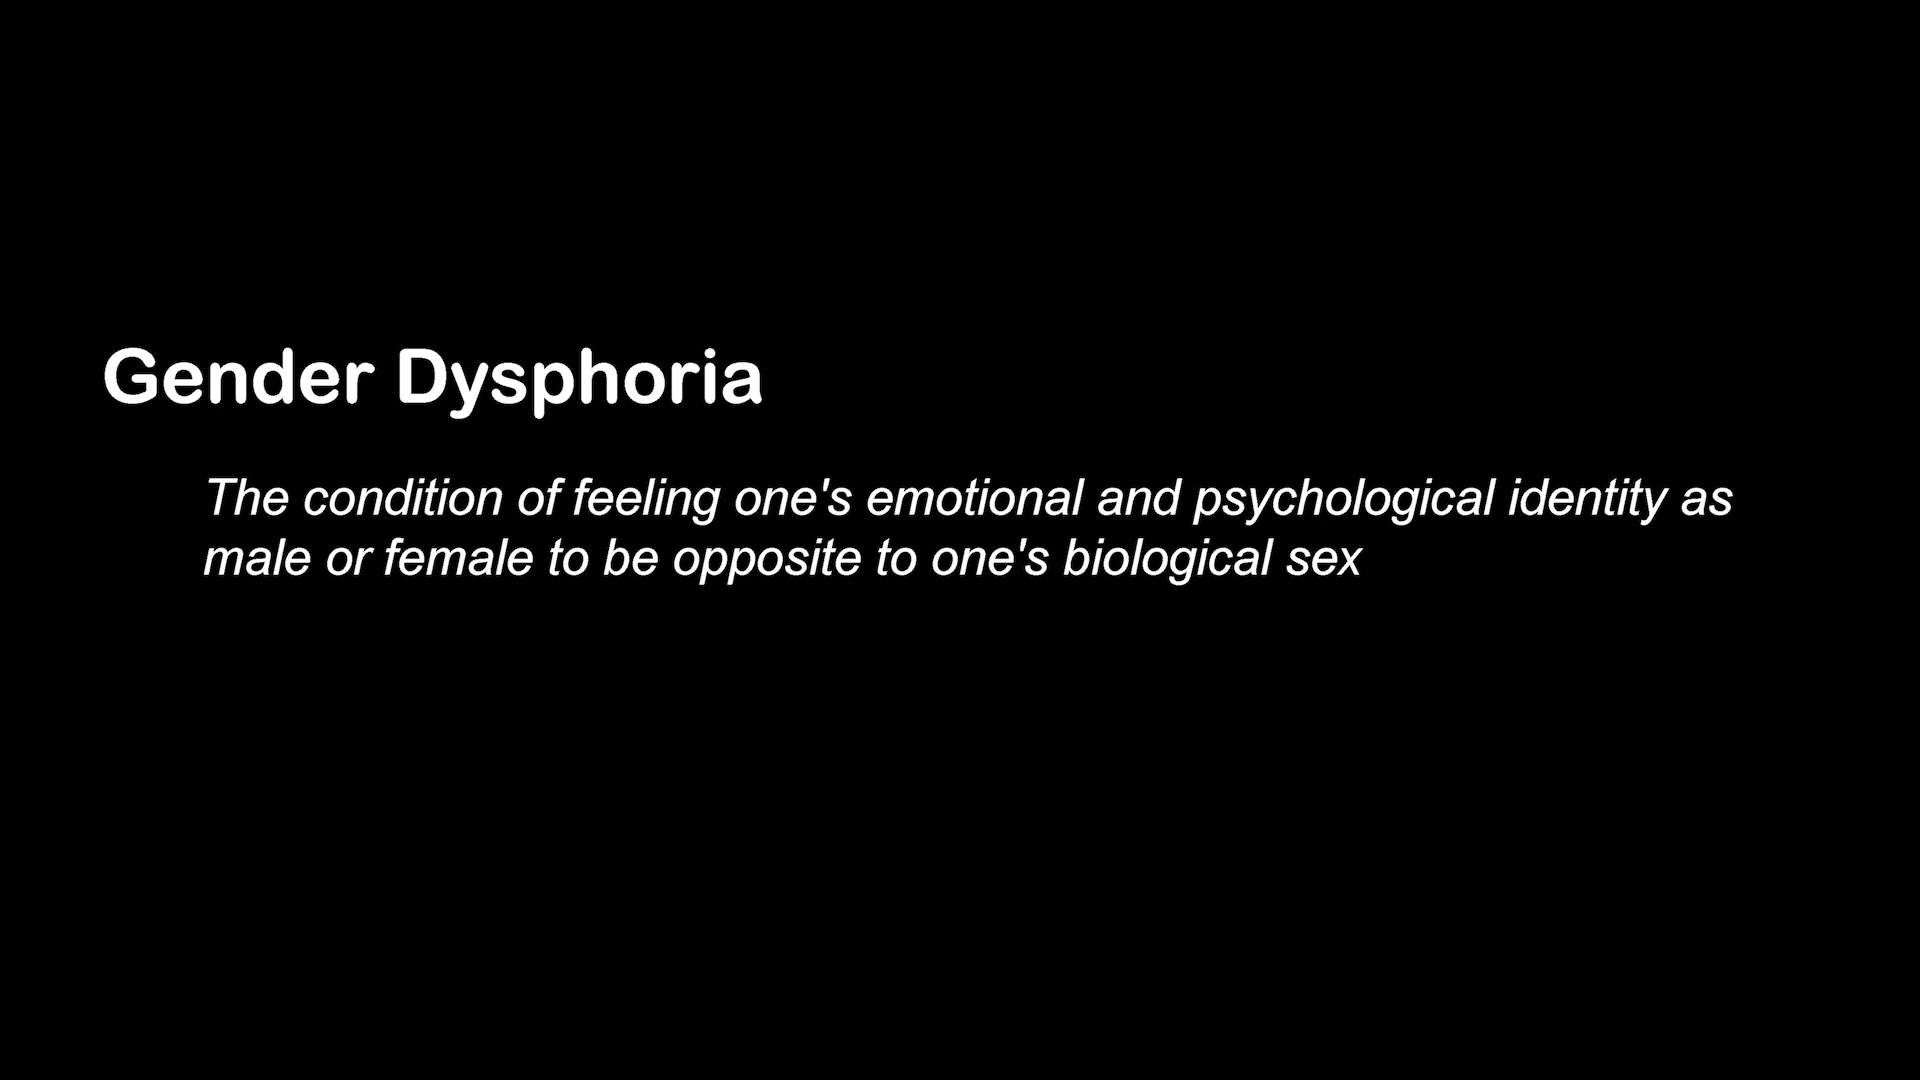 Gender Dysphoria
The condition of feeling one's emotional and psychological identity as
male or female to be opposite to one's biological sex